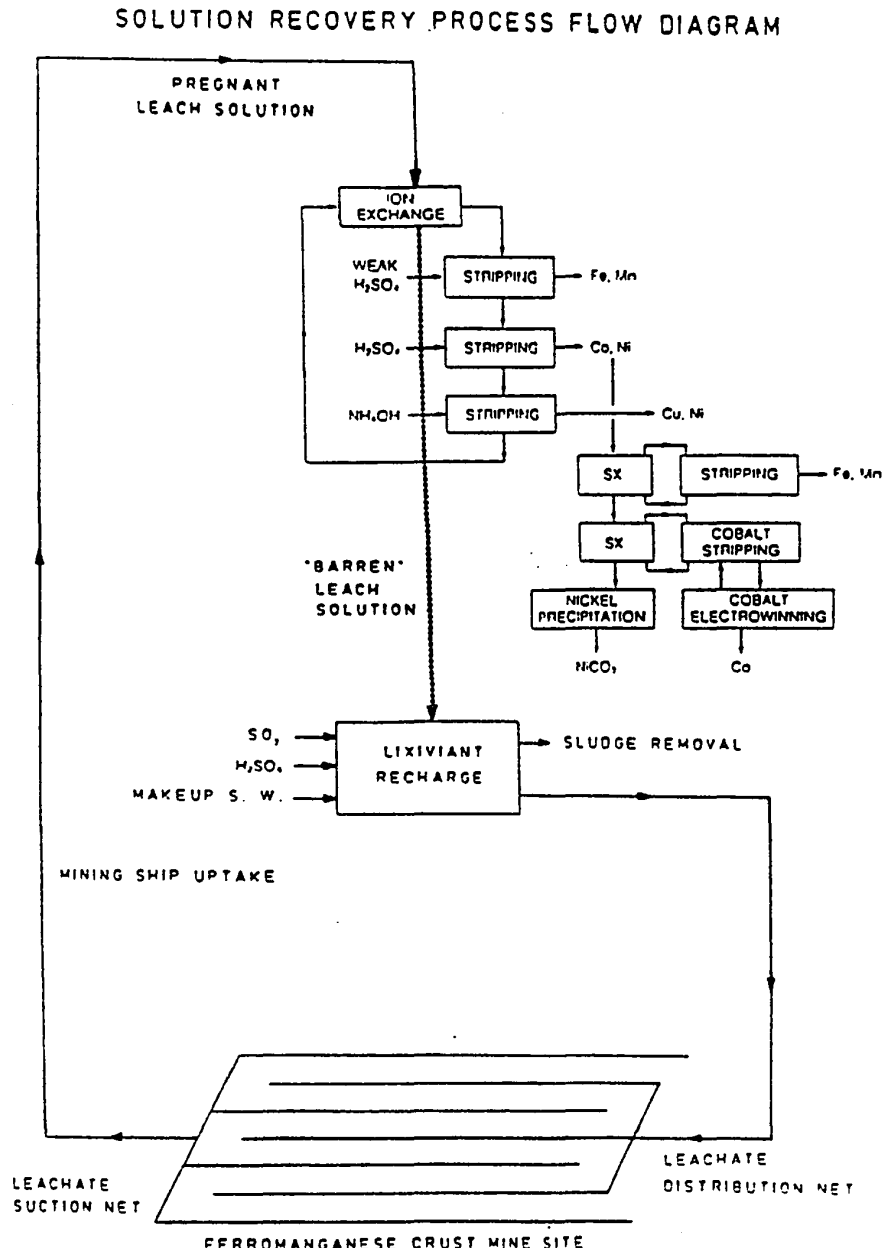 SOLUTION RECOVERY PROCESS FLOW DIAGRAM
PREGNANT
LEACH SOLUTION
ION
EXCHANGE
WEAK
H₂SO₄
STRIPPING
Fe, Mn
H₂SO₄
STRIPPING
Co, Ni
NH₄OH
STRIPPING
Cu, Ni
SX
STRIPPING
Fe, Mn
SX
COBALT
STRIPPING
"BARREN"
LEACH
SOLUTION
NICKEL
PRECIPITATION
COBALT
ELECTROWINNING
NiCO₃
Co
SO₂
H₂SO₄
MAKEUP S. W.
LIXIVIANT
RECHARGE
SLUDGE REMOVAL
MINING SHIP UPTAKE
LEACHATE
SUCTION NET
LEACHATE
DISTRIBUTION NET
FERROMANGANESE CRUST MINE SITE